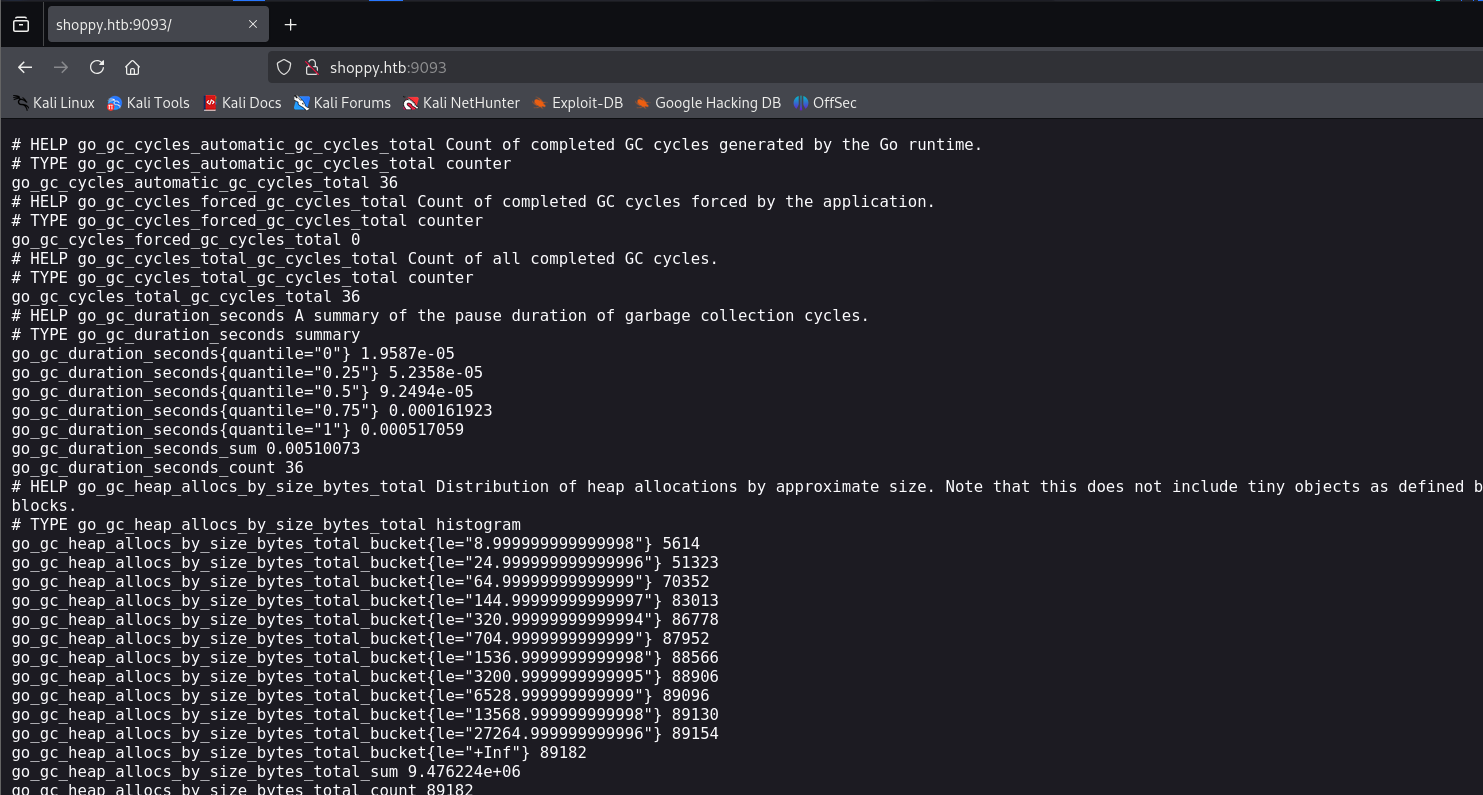 shoppy.htb:9093/
shoppy.htb:9093
Kali Linux Kali Tools Kali Docs Kali Forums Kali NetHunter Exploit-DB Google Hacking DB OffSec
# HELP go_gc_cycles_automatic_gc_cycles_total Count of completed GC cycles generated by the Go runtime.
# TYPE go_gc_cycles_automatic_gc_cycles_total counter
go_gc_cycles_automatic_gc_cycles_total 36
# HELP go_gc_cycles_forced_gc_cycles_total Count of completed GC cycles forced by the application.
# TYPE go_gc_cycles_forced_gc_cycles_total counter
go_gc_cycles_forced_gc_cycles_total 0
# HELP go_gc_cycles_total_gc_cycles_total Count of all completed GC cycles.
# TYPE go_gc_cycles_total_gc_cycles_total counter
go_gc_cycles_total_gc_cycles_total 36
# HELP go_gc_duration_seconds A summary of the pause duration of garbage collection cycles.
# TYPE go_gc_duration_seconds summary
go_gc_duration_seconds{quantile="0"} 1.9587e-05
go_gc_duration_seconds{quantile="0.25"} 5.2358e-05
go_gc_duration_seconds{quantile="0.5"} 9.2494e-05
go_gc_duration_seconds{quantile="0.75"} 0.000161923
go_gc_duration_seconds{quantile="1"} 0.000517059
go_gc_duration_seconds_sum 0.00510073
go_gc_duration_seconds_count 36
# HELP go_gc_heap_allocs_by_size_bytes_total Distribution of heap allocations by approximate size. Note that this does not include tiny objects as defined b
blocks.
# TYPE go_gc_heap_allocs_by_size_bytes_total histogram
go_gc_heap_allocs_by_size_bytes_total_bucket{le="8.999999999999998"} 5614
go_gc_heap_allocs_by_size_bytes_total_bucket{le="24.999999999999996"} 51323
go_gc_heap_allocs_by_size_bytes_total_bucket{le="64.99999999999999"} 70352
go_gc_heap_allocs_by_size_bytes_total_bucket{le="144.99999999999997"} 83013
go_gc_heap_allocs_by_size_bytes_total_bucket{le="320.99999999999994"} 86778
go_gc_heap_allocs_by_size_bytes_total_bucket{le="704.9999999999999"} 87952
go_gc_heap_allocs_by_size_bytes_total_bucket{le="1536.9999999999998"} 88566
go_gc_heap_allocs_by_size_bytes_total_bucket{le="3200.9999999999995"} 88906
go_gc_heap_allocs_by_size_bytes_total_bucket{le="6528.999999999999"} 89096
go_gc_heap_allocs_by_size_bytes_total_bucket{le="13568.999999999998"} 89130
go_gc_heap_allocs_by_size_bytes_total_bucket{le="27264.999999999996"} 89154
go_gc_heap_allocs_by_size_bytes_total_bucket{le="+Inf"} 89182
go_gc_heap_allocs_by_size_bytes_total_sum 9.476224e+06
go_gc_heap_allocs_by_size_bytes_total_count 89182